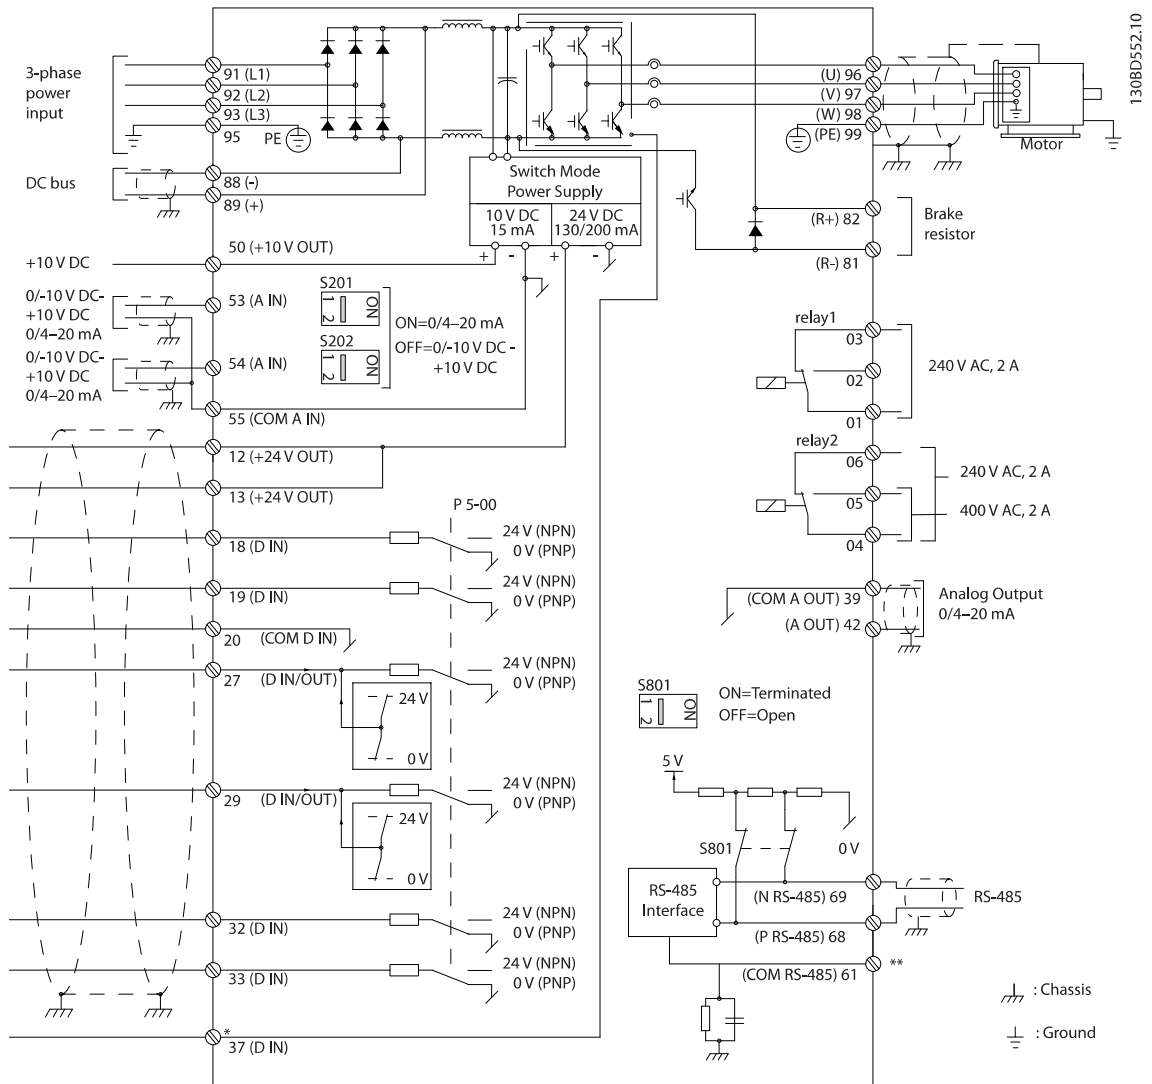 130BD552.10
3-phase
power
input
91 (L1)
92 (L2)
93 (L3)
95
PE
DC bus
88 (-)
89 (+)
50 (+10 V OUT)
+10 V DC
0/-10 V DC-
+10 V DC
0/4–20 mA
53 (A IN)
0/-10 V DC-
+10 V DC
0/4–20 mA
54 (A IN)
55 (COM A IN)
12 (+24 V OUT)
13 (+24 V OUT)
18 (D IN)
19 (D IN)
20 (COM D IN)
27 (D IN/OUT)
24 V
0 V
29 (D IN/OUT)
24 V
0 V
32 (D IN)
33 (D IN)
*
37 (D IN)
Switch Mode
Power Supply
10 V DC
15 mA
24 V DC
130/200 mA
+ - + -
S201
1 2 ON
S202
1 2 ON
ON=0/4–20 mA
OFF=0/-10 V DC -
+10 V DC
P 5-00
24 V (NPN)
0 V (PNP)
24 V (NPN)
0 V (PNP)
24 V (NPN)
0 V (PNP)
24 V (NPN)
0 V (PNP)
24 V (NPN)
0 V (PNP)
24 V (NPN)
0 V (PNP)
(U) 96
(V) 97
(W) 98
(PE) 99
Motor
(R+) 82
(R-) 81
Brake
resistor
relay1
03
02
01
240 V AC, 2 A
relay2
06
05
04
240 V AC, 2 A
400 V AC, 2 A
(COM A OUT) 39
(A OUT) 42
Analog Output
0/4–20 mA
S801
1 2 ON
ON=Terminated
OFF=Open
5 V
S801
0 V
RS-485
Interface
(N RS-485) 69
(P RS-485) 68
(COM RS-485) 61
RS-485
**
: Chassis
: Ground